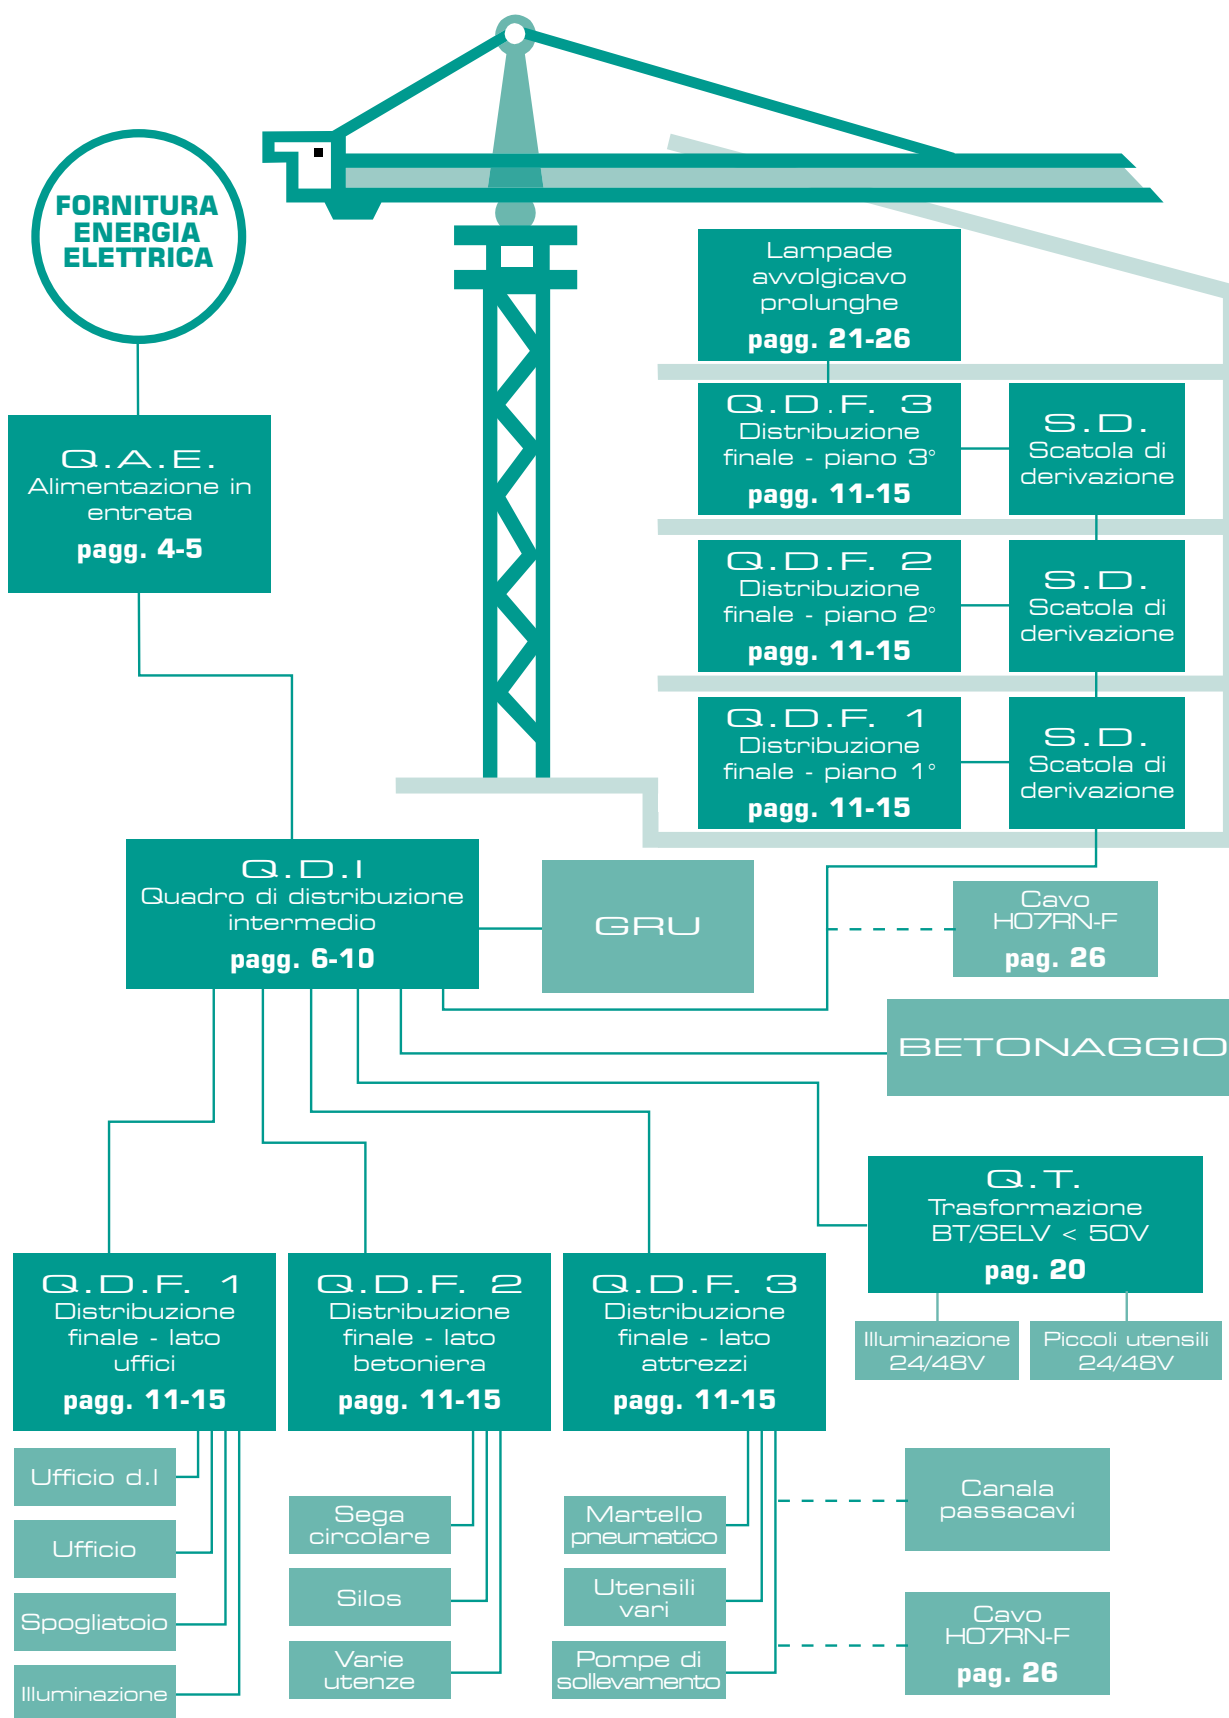 FORNITURA
ENERGIA
ELETTRICA
Q.A.E.
Alimentazione in
entrata
pagg. 4-5
Lampade
avvolgicavo
prolunghe
pagg. 21-26
Q.D.F. 3
Distribuzione
finale - piano 3°
pagg. 11-15
S.D.
Scatola di
derivazione
Q.D.F. 2
Distribuzione
finale - piano 2°
pagg. 11-15
S.D.
Scatola di
derivazione
Q.D.F. 1
Distribuzione
finale - piano 1°
pagg. 11-15
S.D.
Scatola di
derivazione
Q.D.I
Quadro di distribuzione
intermedio
pagg. 6-10
GRU
Cavo
H07RN-F
pag. 26
BETONAGGIO
Q.T.
Trasformazione
BT/SELV < 50V
pag. 20
Illuminazione
24/48V
Piccoli utensili
24/48V
Q.D.F. 1
Distribuzione
finale - lato
uffici
pagg. 11-15
Q.D.F. 2
Distribuzione
finale - lato
betoniera
pagg. 11-15
Q.D.F. 3
Distribuzione
finale - lato
attrezzi
pagg. 11-15
Ufficio d.l
Ufficio
Spogliatoio
Illuminazione
Sega
circolare
Silos
Varie
utenze
Martello
pneumatico
Utensili
vari
Pompe di
sollevamento
Canala
passacavi
Cavo
H07RN-F
pag. 26